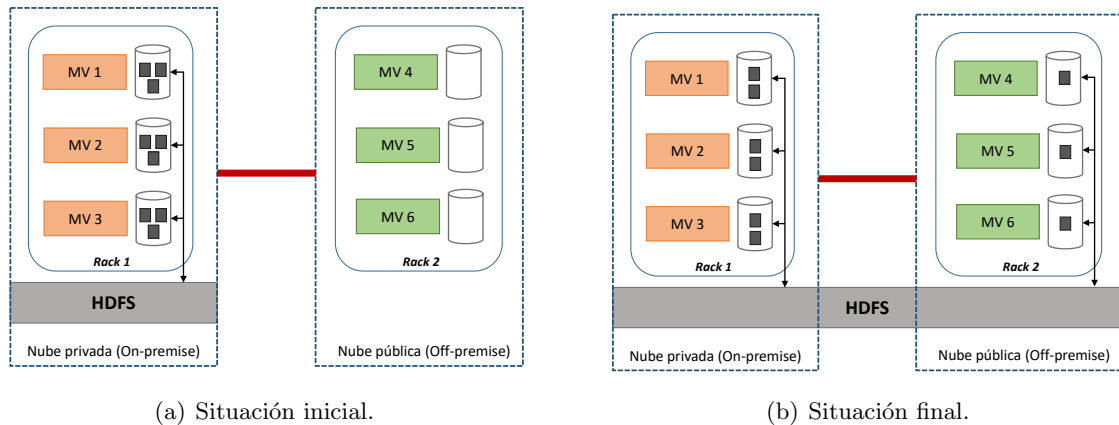 MV 1
MV 2
MV 3
Rack 1
HDFS
Nube privada (On-premise)
MV 4
MV 5
MV 6
Rack 2
Nube pública (Off-premise)
(a) Situación inicial.
MV 1
MV 2
MV 3
Rack 1
MV 4
MV 5
MV 6
Rack 2
HDFS
Nube privada (On-premise)
Nube pública (Off-premise)
(b) Situación final.